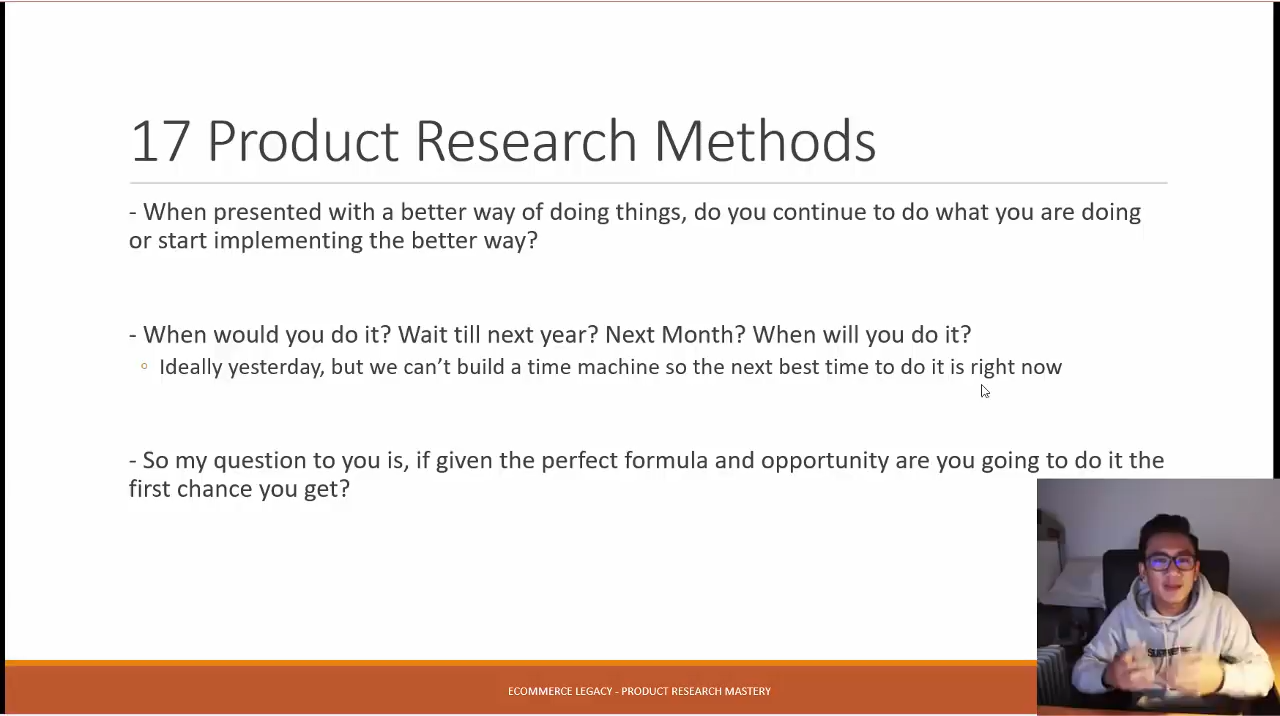 17 Product Research Methods
- When presented with a better way of doing things, do you continue to do what you are doing
or start implementing the better way?
- When would you do it? Wait till next year? Next Month? When will you do it?
◦ Ideally yesterday, but we can’t build a time machine so the next best time to do it is right now
- So my question to you is, if given the perfect formula and opportunity are you going to do it the
first chance you get?
ECOMMERCE LEGACY - PRODUCT RESEARCH MASTERY